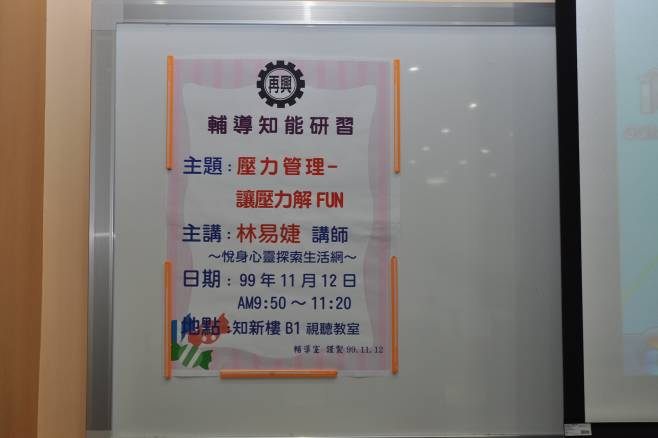 再興
輔導知能研習
主題：壓力管理－
讓壓力解 FUN
主講：林易婕 講師
～悅身心靈探索生活網～
日期：99 年 11 月 12 日
AM9:50 ～ 11:20
地點：知新樓 B1 視聽教室
輔導室 謹製 99.11.12